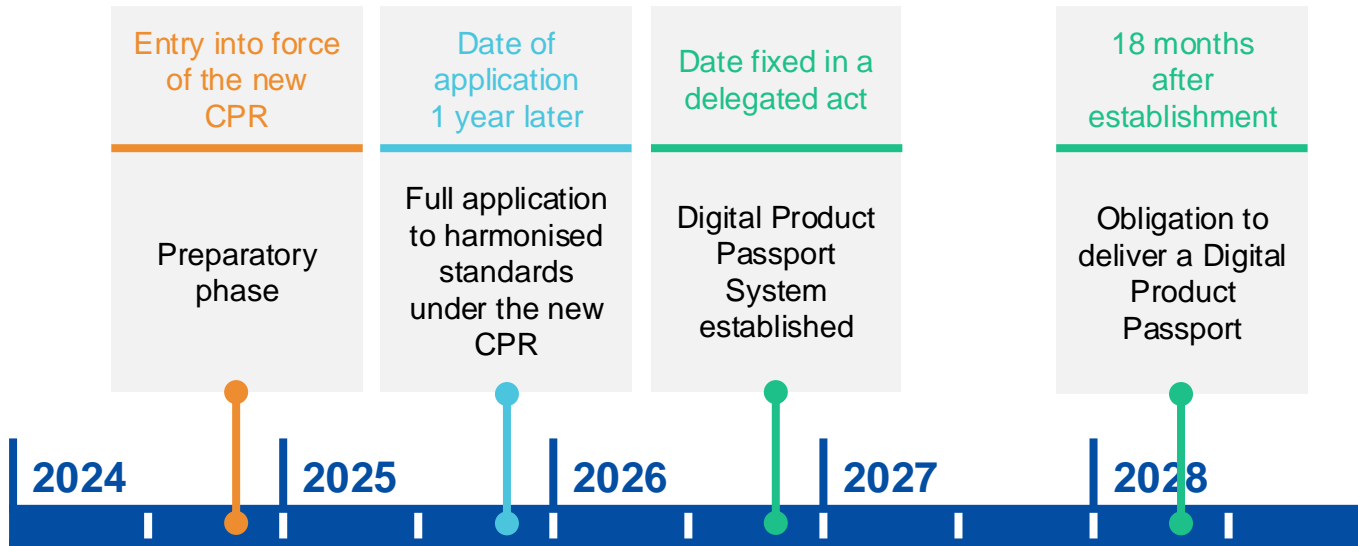 Entry into force
of the new
CPR
Preparatory
phase
Date of
application
1 year later
Full application
to harmonised
standards
under the new
CPR
Date fixed in a
delegated act
Digital Product
Passport
System
established
18 months
after
establishment
Obligation to
deliver a Digital
Product
Passport
2024
2025
2026
2027
2028